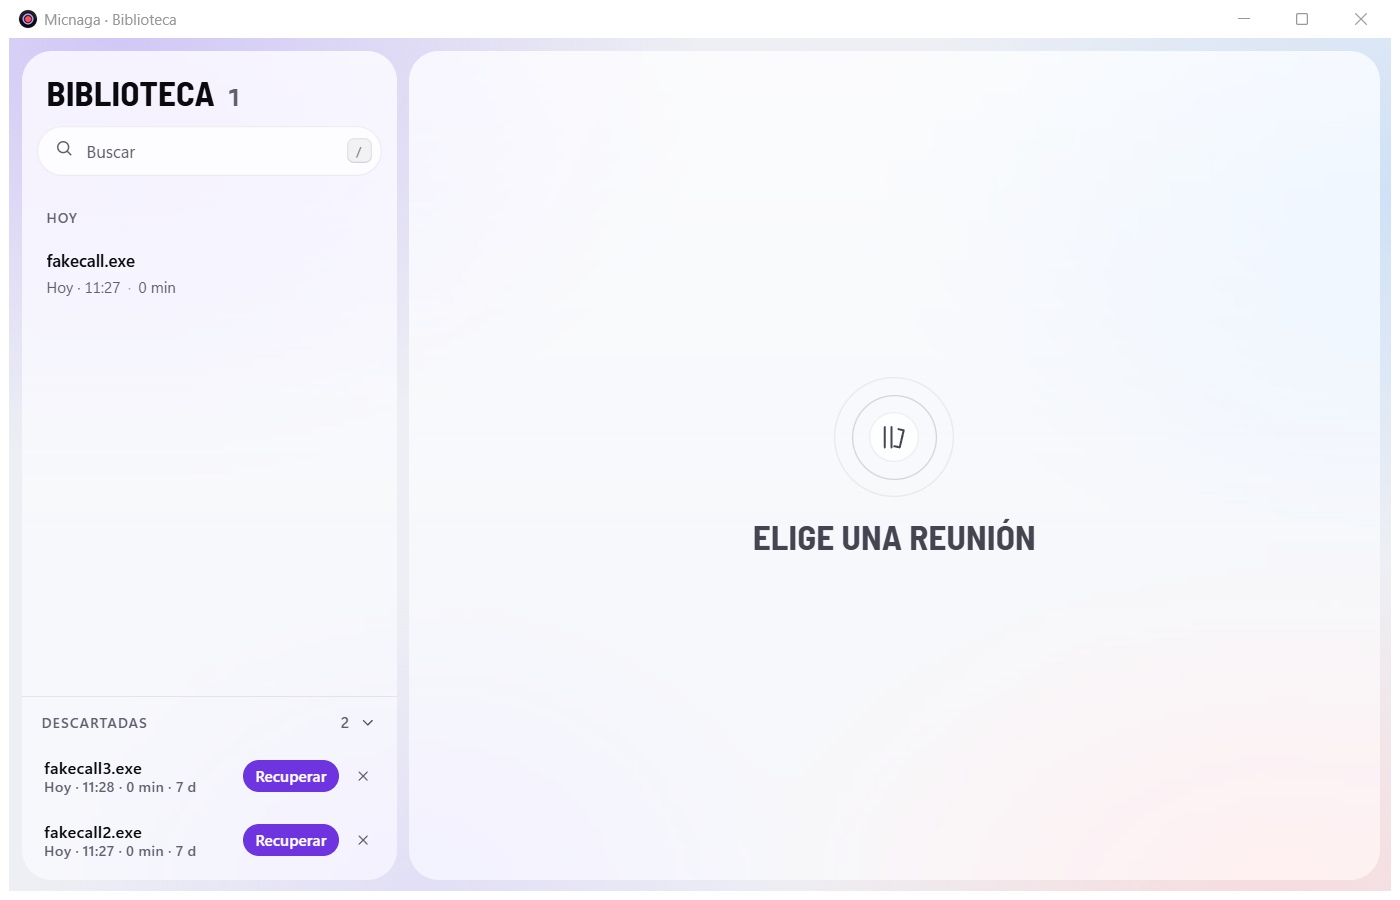 Micnaga · Biblioteca
BIBLIOTECA 1
Buscar /
HOY
fakecall.exe
Hoy · 11:27 · 0 min
ELIGE UNA REUNIÓN
DESCARTADAS 2
fakecall3.exe
Hoy · 11:28 · 0 min · 7 d
Recuperar
fakecall2.exe
Hoy · 11:27 · 0 min · 7 d
Recuperar